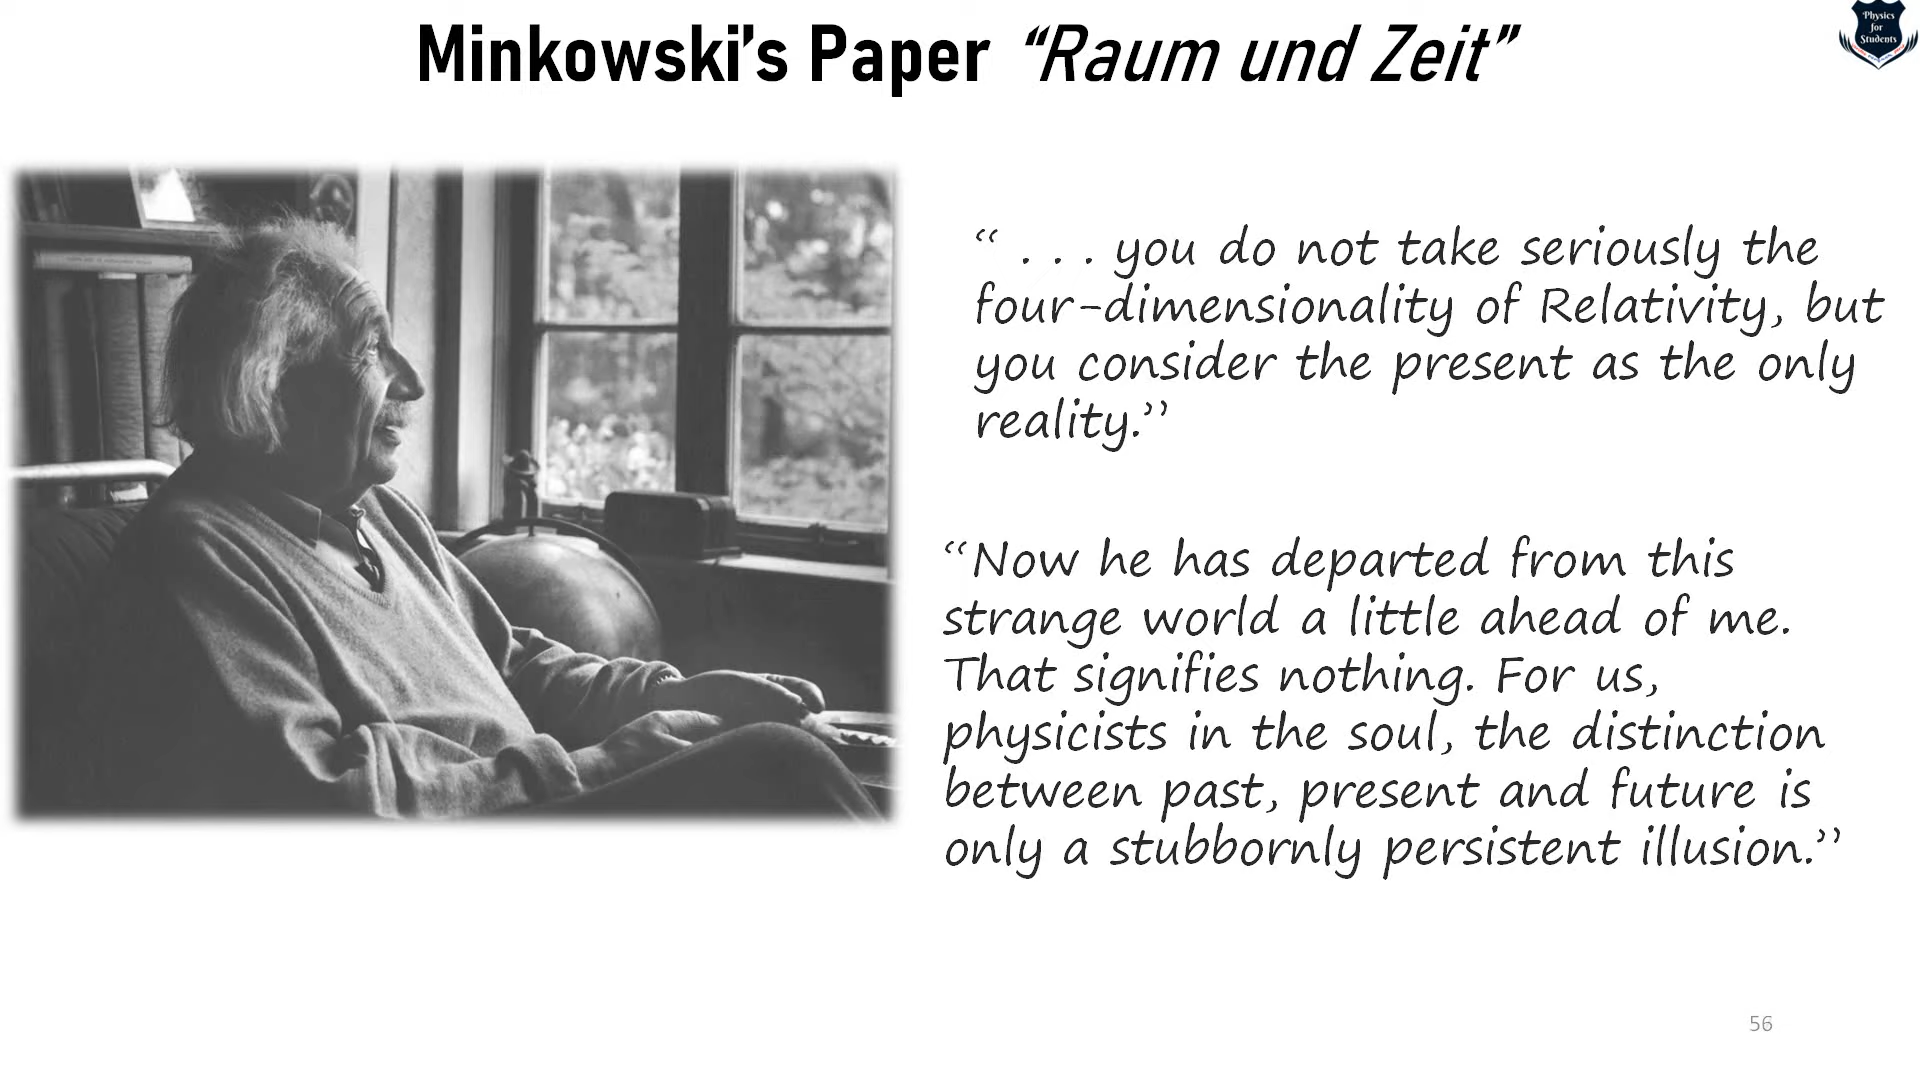 Minkowski's Paper “Raum und Zeit”
Physics
for
Students
“ . . . you do not take seriously the
four-dimensionality of Relativity, but
you consider the present as the only
reality.”
“Now he has departed from this
strange world a little ahead of me.
That signifies nothing. For us,
physicists in the soul, the distinction
between past, present and future is
only a stubbornly persistent illusion.”
56